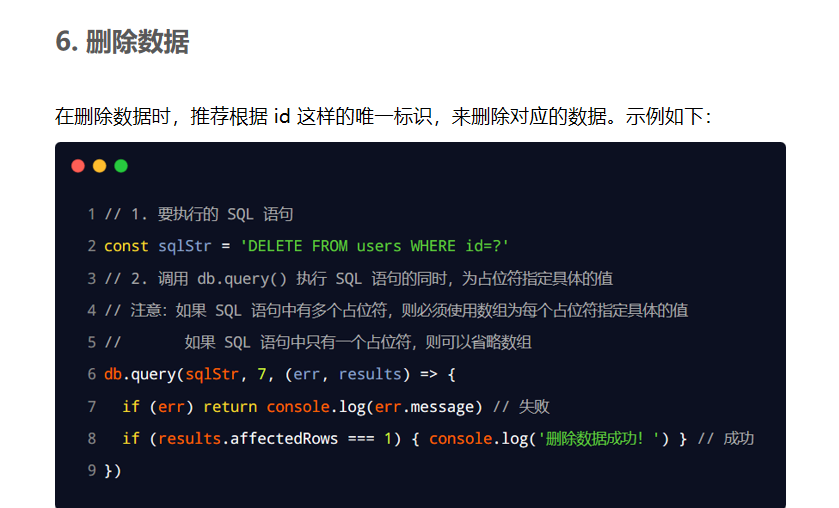 6. 删除数据
在删除数据时，推荐根据 id 这样的唯一标识，来删除对应的数据。示例如下：
1 // 1. 要执行的 SQL 语句
2 const sqlStr = 'DELETE FROM users WHERE id=?'
3 // 2. 调用 db.query() 执行 SQL 语句的同时，为占位符指定具体的值
4 // 注意：如果 SQL 语句中有多个占位符，则必须使用数组为每个占位符指定具体的值
5 //       如果 SQL 语句中只有一个占位符，则可以省略数组
6 db.query(sqlStr, 7, (err, results) => {
7   if (err) return console.log(err.message) // 失败
8   if (results.affectedRows === 1) { console.log('删除数据成功！') } // 成功
9 })